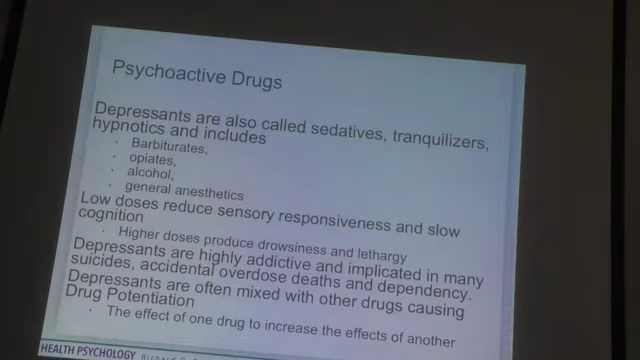 Psychoactive Drugs
Depressants are also called sedatives, tranquilizers,
hypnotics and includes
· Barbiturates,
· opiates,
· alcohol,
· general anesthetics
Low doses reduce sensory responsiveness and slow
cognition
· Higher doses produce drowsiness and lethargy
Depressants are highly addictive and implicated in many
suicides, accidental overdose deaths and dependency.
Depressants are often mixed with other drugs causing
Drug Potentiation
· The effect of one drug to increase the effects of another
HEALTH PSYCHOLOGY